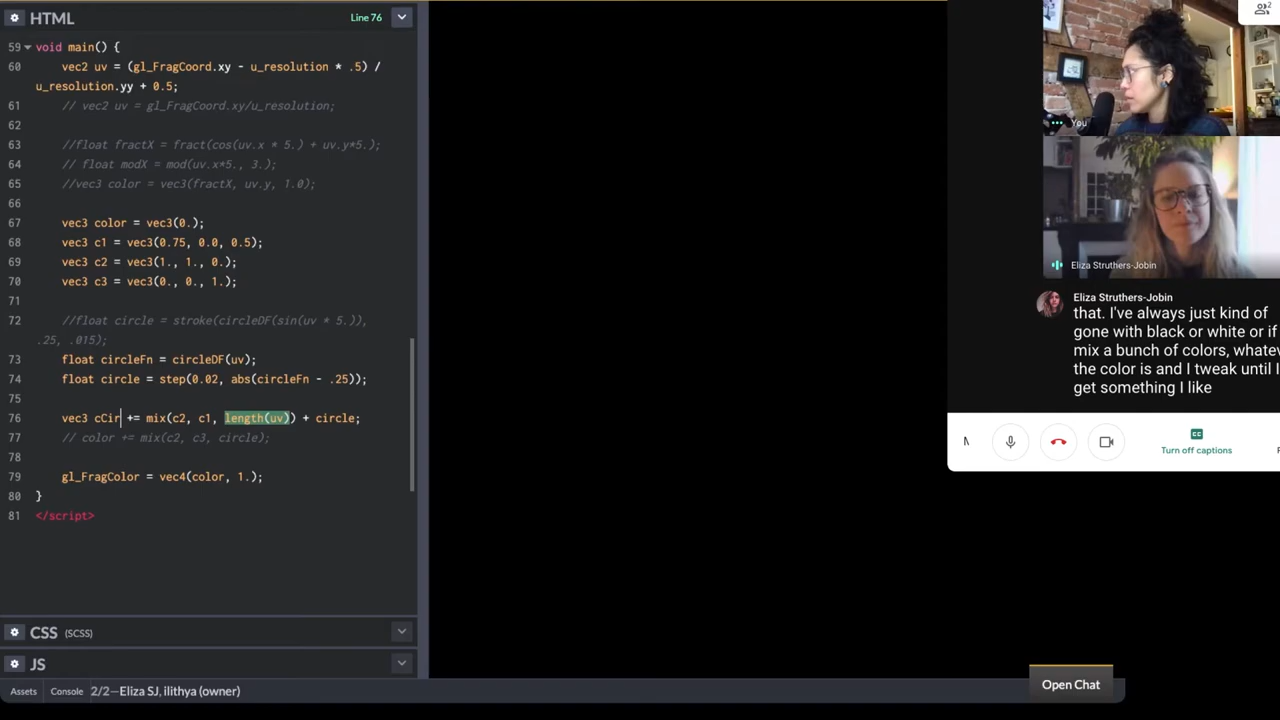 HTML
Line 76
59 void main() {
60 vec2 uv = (gl_FragCoord.xy - u_resolution * .5) /
u_resolution.yy + 0.5;
61 // vec2 uv = gl_FragCoord.xy/u_resolution;
62
63 //float fractX = fract(cos(uv.x * 5.) + uv.y*5.);
64 // float modX = mod(uv.x*5., 3.);
65 //vec3 color = vec3(fractX, uv.y, 1.0);
66
67 vec3 color = vec3(0.);
68 vec3 c1 = vec3(0.75, 0.0, 0.5);
69 vec3 c2 = vec3(1., 1., 0.);
70 vec3 c3 = vec3(0., 0., 1.);
71
72 //float circle = stroke(circleDF(sin(uv * 5.)),
.25, .015);
73 float circleFn = circleDF(uv);
74 float circle = step(0.02, abs(circleFn - .25));
75
76 vec3 cCir += mix(c2, c1, length(uv)) + circle;
77 // color += mix(c2, c3, circle);
78
79 gl_FragColor = vec4(color, 1.);
80 }
81 </script>
CSS (SCSS)
JS
Assets Console 2/2—Eliza SJ, ilithya (owner)
2
You
Eliza Struthers-Jobin
Eliza Struthers-Jobin
that. I've always just kind of
gone with black or white or if
mix a bunch of colors, whatev
the color is and I tweak until I
get something I like
Turn off captions
Open Chat